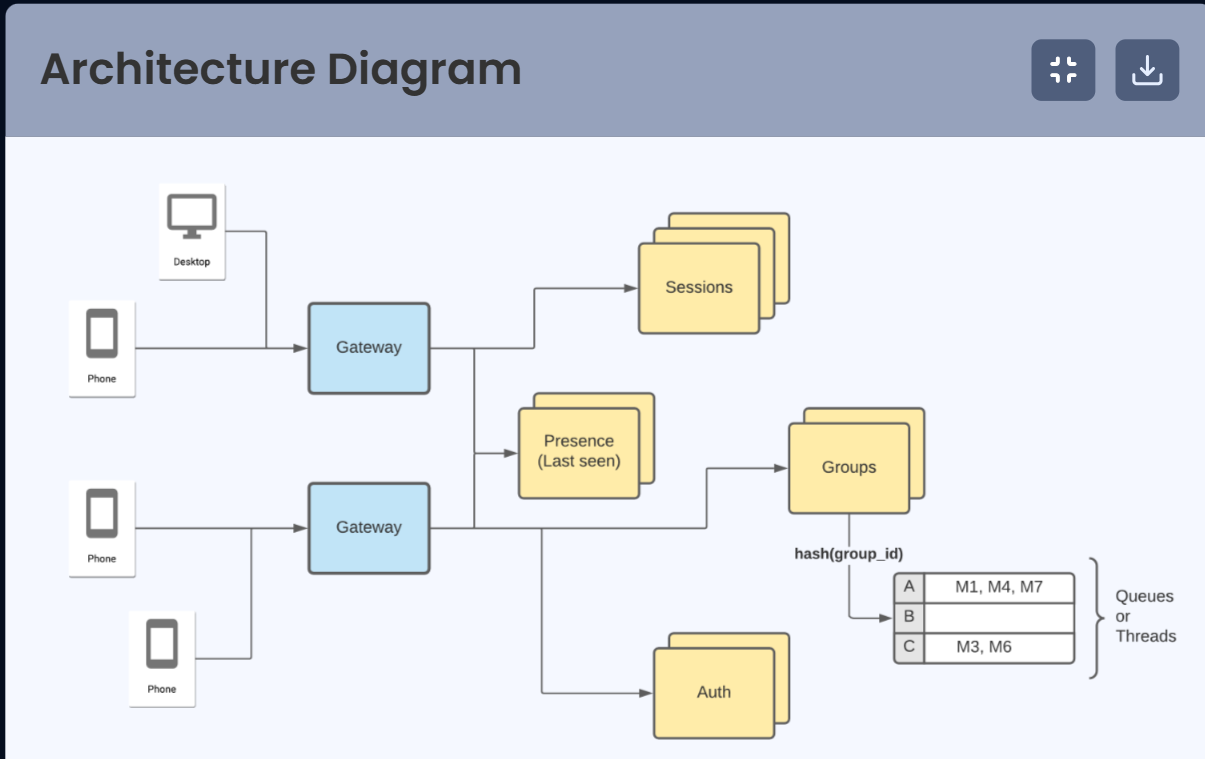 Architecture Diagram
Desktop
Phone
Gateway
Sessions
Presence
(Last seen)
Groups
Phone
Gateway
hash(group_id)
A M1, M4, M7
B
C M3, M6
Queues
or
Threads
Phone
Auth